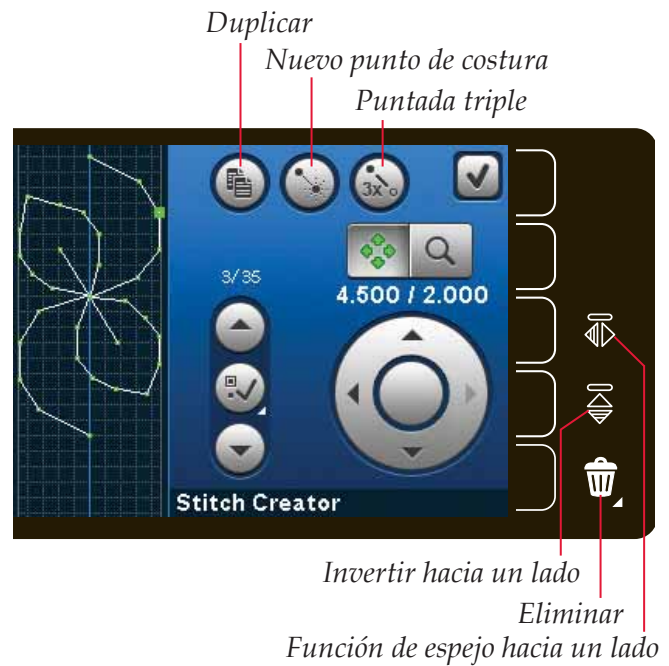 Duplicar
Nuevo punto de costura
Puntada triple
3x
3/35
4.500 / 2.000
Stitch Creator
Invertir hacia un lado
Eliminar
Función de espejo hacia un lado